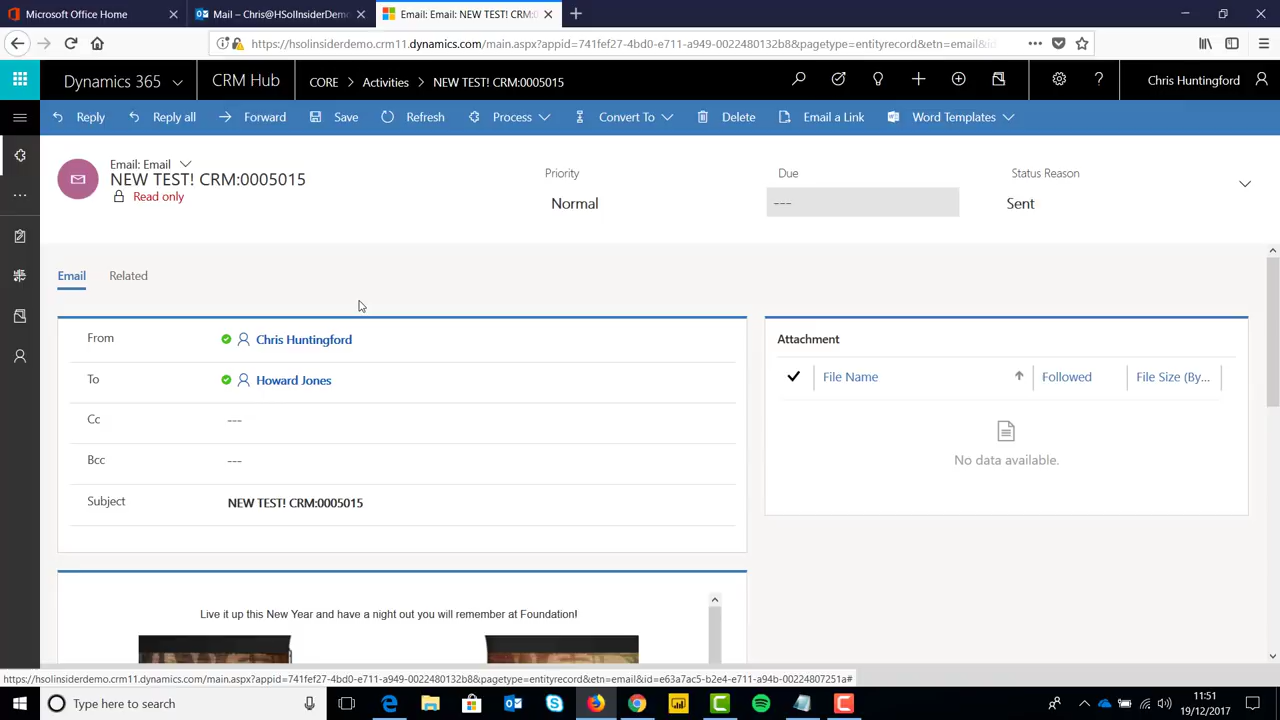 Microsoft Office Home
Mail – Chris@HSolInsiderDemo
Email: Email: NEW TEST! CRM:0
https://hsolinsiderdemo.crm11.dynamics.com/main.aspx?appid=741fef27-4bd0-e711-a949-0022480132b8&pagetype=entityrecord&etn=email&id
Dynamics 365
CRM Hub
CORE > Activities > NEW TEST! CRM:0005015
Chris Huntingford
Reply
Reply all
Forward
Save
Refresh
Process
Convert To
Delete
Email a Link
Word Templates
Email: Email
NEW TEST! CRM:0005015
Read only
Priority
Normal
Due
---
Status Reason
Sent
Email
Related
From
Chris Huntingford
To
Howard Jones
Cc
---
Bcc
---
Subject
NEW TEST! CRM:0005015
Attachment
File Name
Followed
File Size (By...
No data available.
Live it up this New Year and have a night out you will remember at Foundation!
https://hsolinsiderdemo.crm11.dynamics.com/main.aspx?appid=741fef27-4bd0-e711-a949-0022480132b8&pagetype=entityrecord&etn=email&id=e63a7ac5-b2e4-e711-a94b-00224807251a#
Type here to search
11:51
19/12/2017